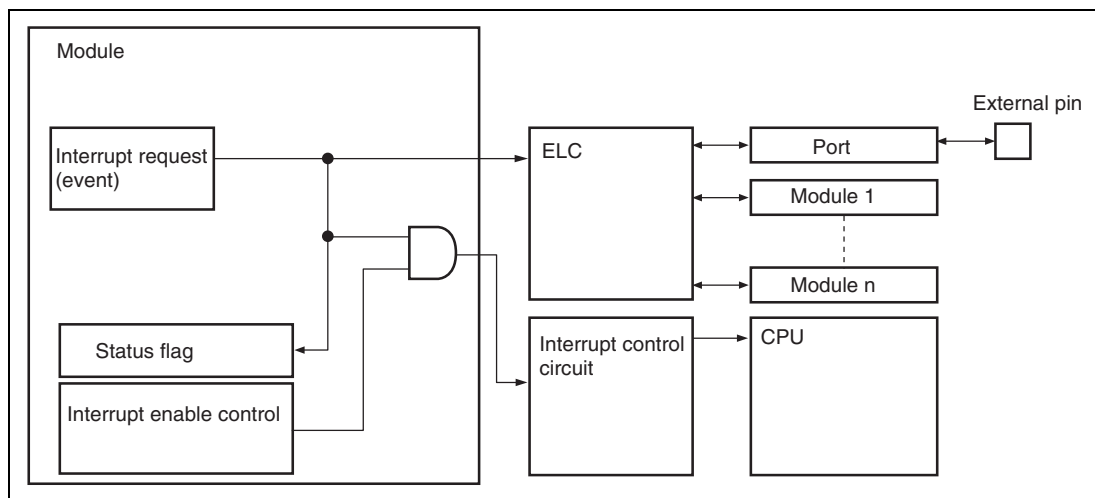 Module
External pin
Interrupt request
(event)
ELC
Port
Module 1
Module n
Status flag
Interrupt control
circuit
CPU
Interrupt enable control